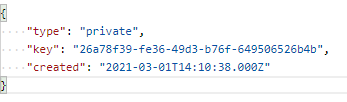 {
    "type": "private",
    "key": "26a78f39-fe36-49d3-b76f-649506526b4b",
    "created": "2021-03-01T14:10:38.000Z"
}